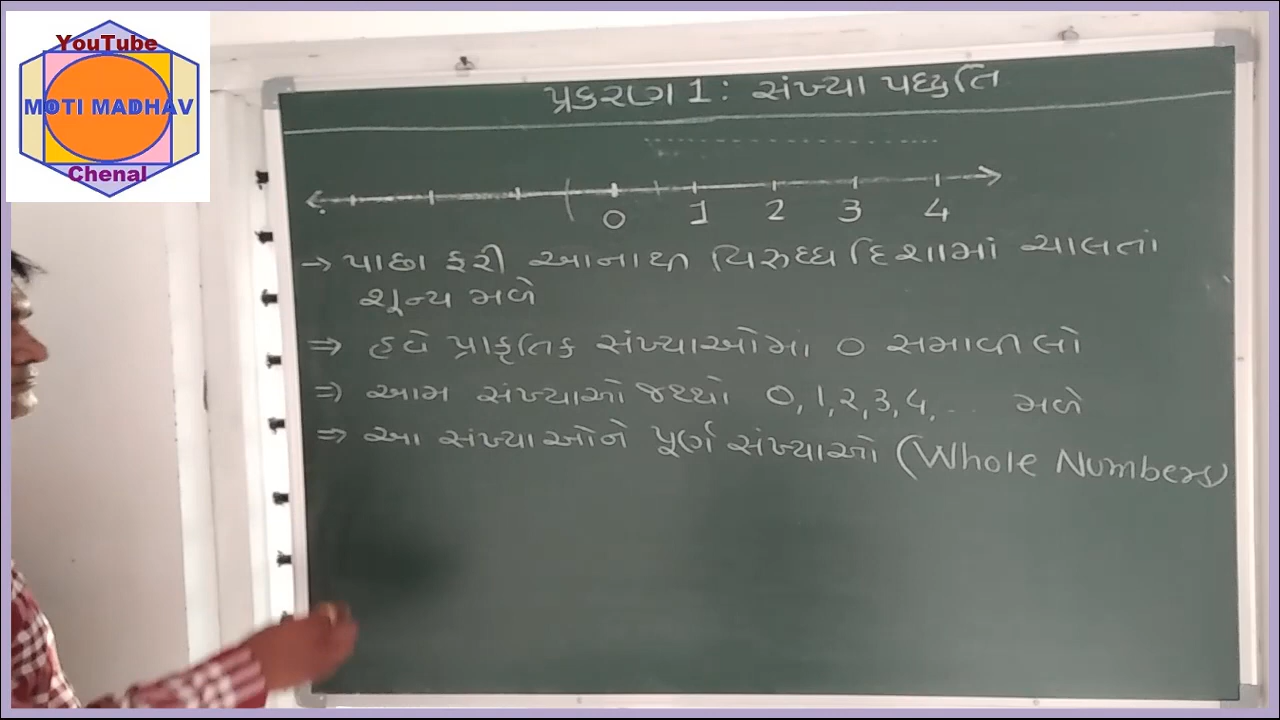 YouTube
MOTI MADHAV
Chenal
પ્રકરણ 1 : સંખ્યા પદ્ધતિ
0 1 2 3 4
→ પાછા ફરી આનાથી વિરુધ્ધ દિશામાં ચાલતા
શૂન્ય મળે
⇒ હવે પ્રાકૃતિક સંખ્યાઓમાં 0 સમાવી લો
⇒ આમ સંખ્યાઓ જથ્થો 0, 1, 2, 3, 4, ... મળે
⇒ આ સંખ્યાઓને પૂર્ણ સંખ્યાઓ (Whole Numbers)